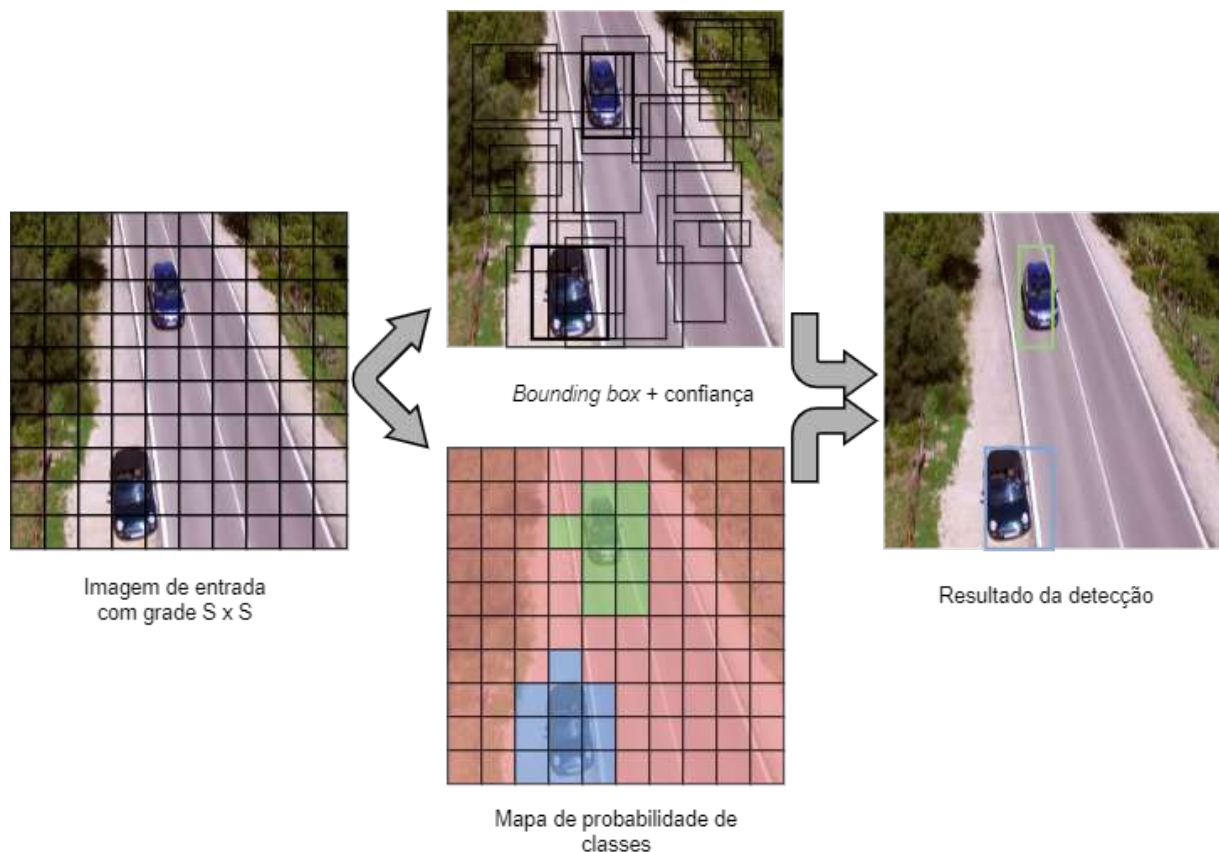 Bounding box + confiança
Imagem de entrada
com grade S x S
Resultado da detecção
Mapa de probabilidade de
classes